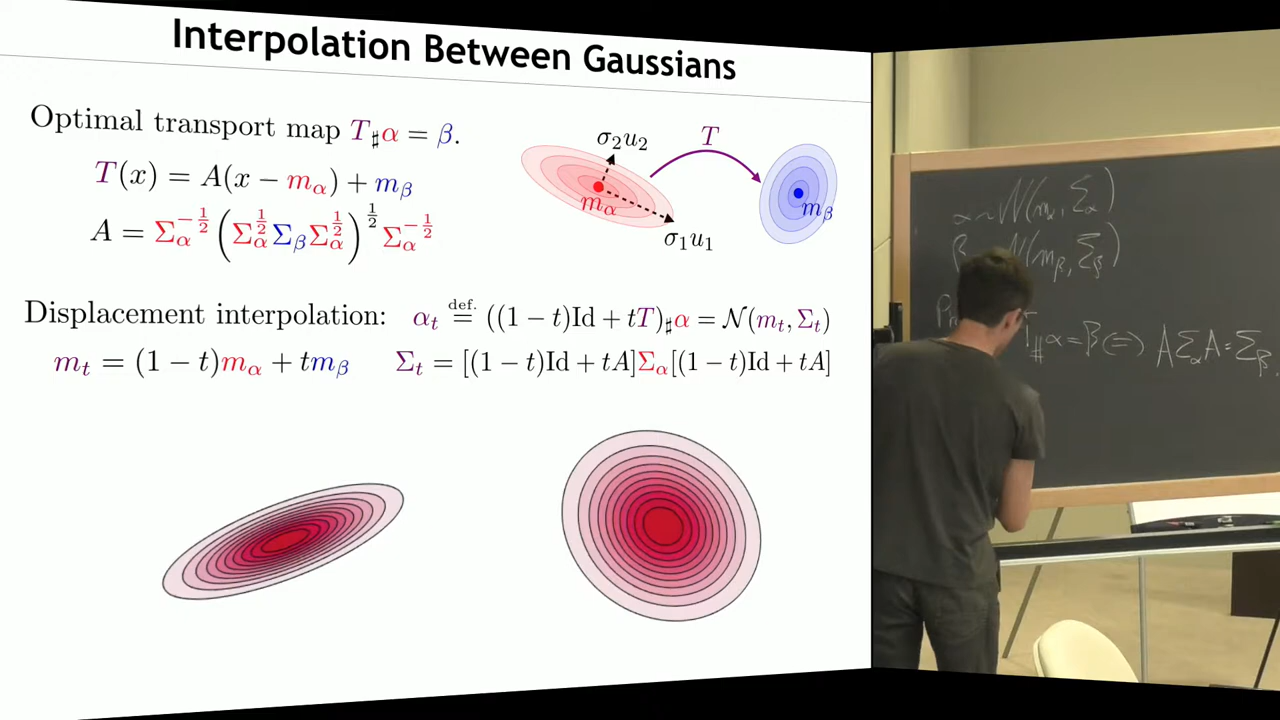 Interpolation Between Gaussians
Optimal transport map T♯α = β.
T(x) = A(x − mα) + mβ
A = Σα^{-1/2} (Σα^{1/2} Σβ Σα^{1/2})^{1/2} Σα^{-1/2}
σ₂u₂
T
mα
mβ
σ₁u₁
Displacement interpolation: αt =^{def.} ((1 − t)Id + tT)♯α = N(mt, Σt)
mt = (1 − t)mα + tmβ Σt = [(1 − t)Id + tA]Σα[(1 − t)Id + tA]
α ~ N(mα, Σα)
β N(mβ, Σβ)
T# α = β ⟺ AΣαA = Σβ.